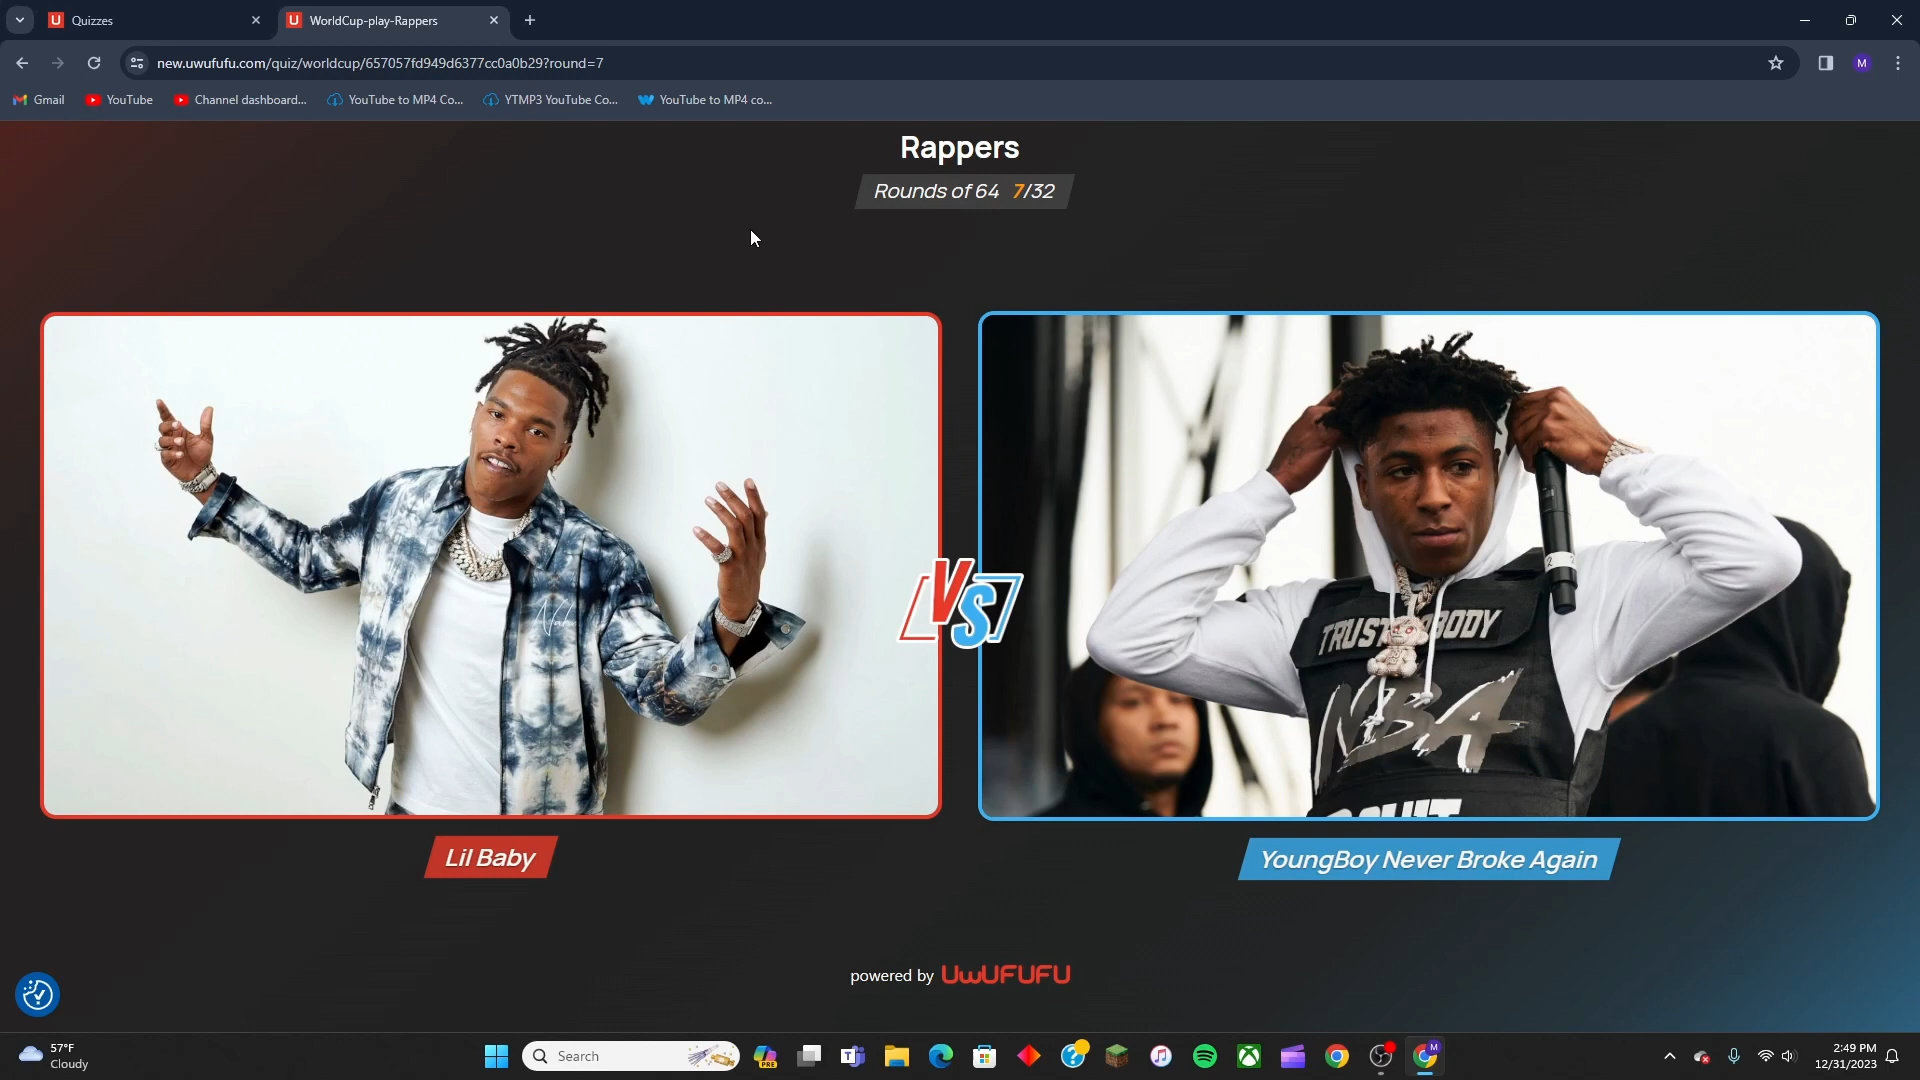 Quizzes
WorldCup-play-Rappers
new.uwufufu.com/quiz/worldcup/657057fd949d6377cc0a0b29?round=7
M
Gmail
YouTube
Channel dashboard...
YouTube to MP4 Co...
YTMP3 YouTube Co...
YouTube to MP4 co...
Rappers
Rounds of 64 7/32
VS
NBA
Lil Baby
YoungBoy Never Broke Again
powered by UwUFUFU
57°F
Cloudy
Search
PRE
M
2:49 PM
12/31/2023